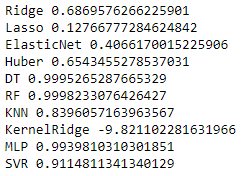 Ridge 0.6869576266225901
Lasso 0.12766777284624842
ElasticNet 0.4066170015225906
Huber 0.6543455278537031
DT 0.9995265287665329
RF 0.9998233076426427
KNN 0.8396057163963567
KernelRidge -9.821102281631966
MLP 0.9939810310301851
SVR 0.9114811341340129